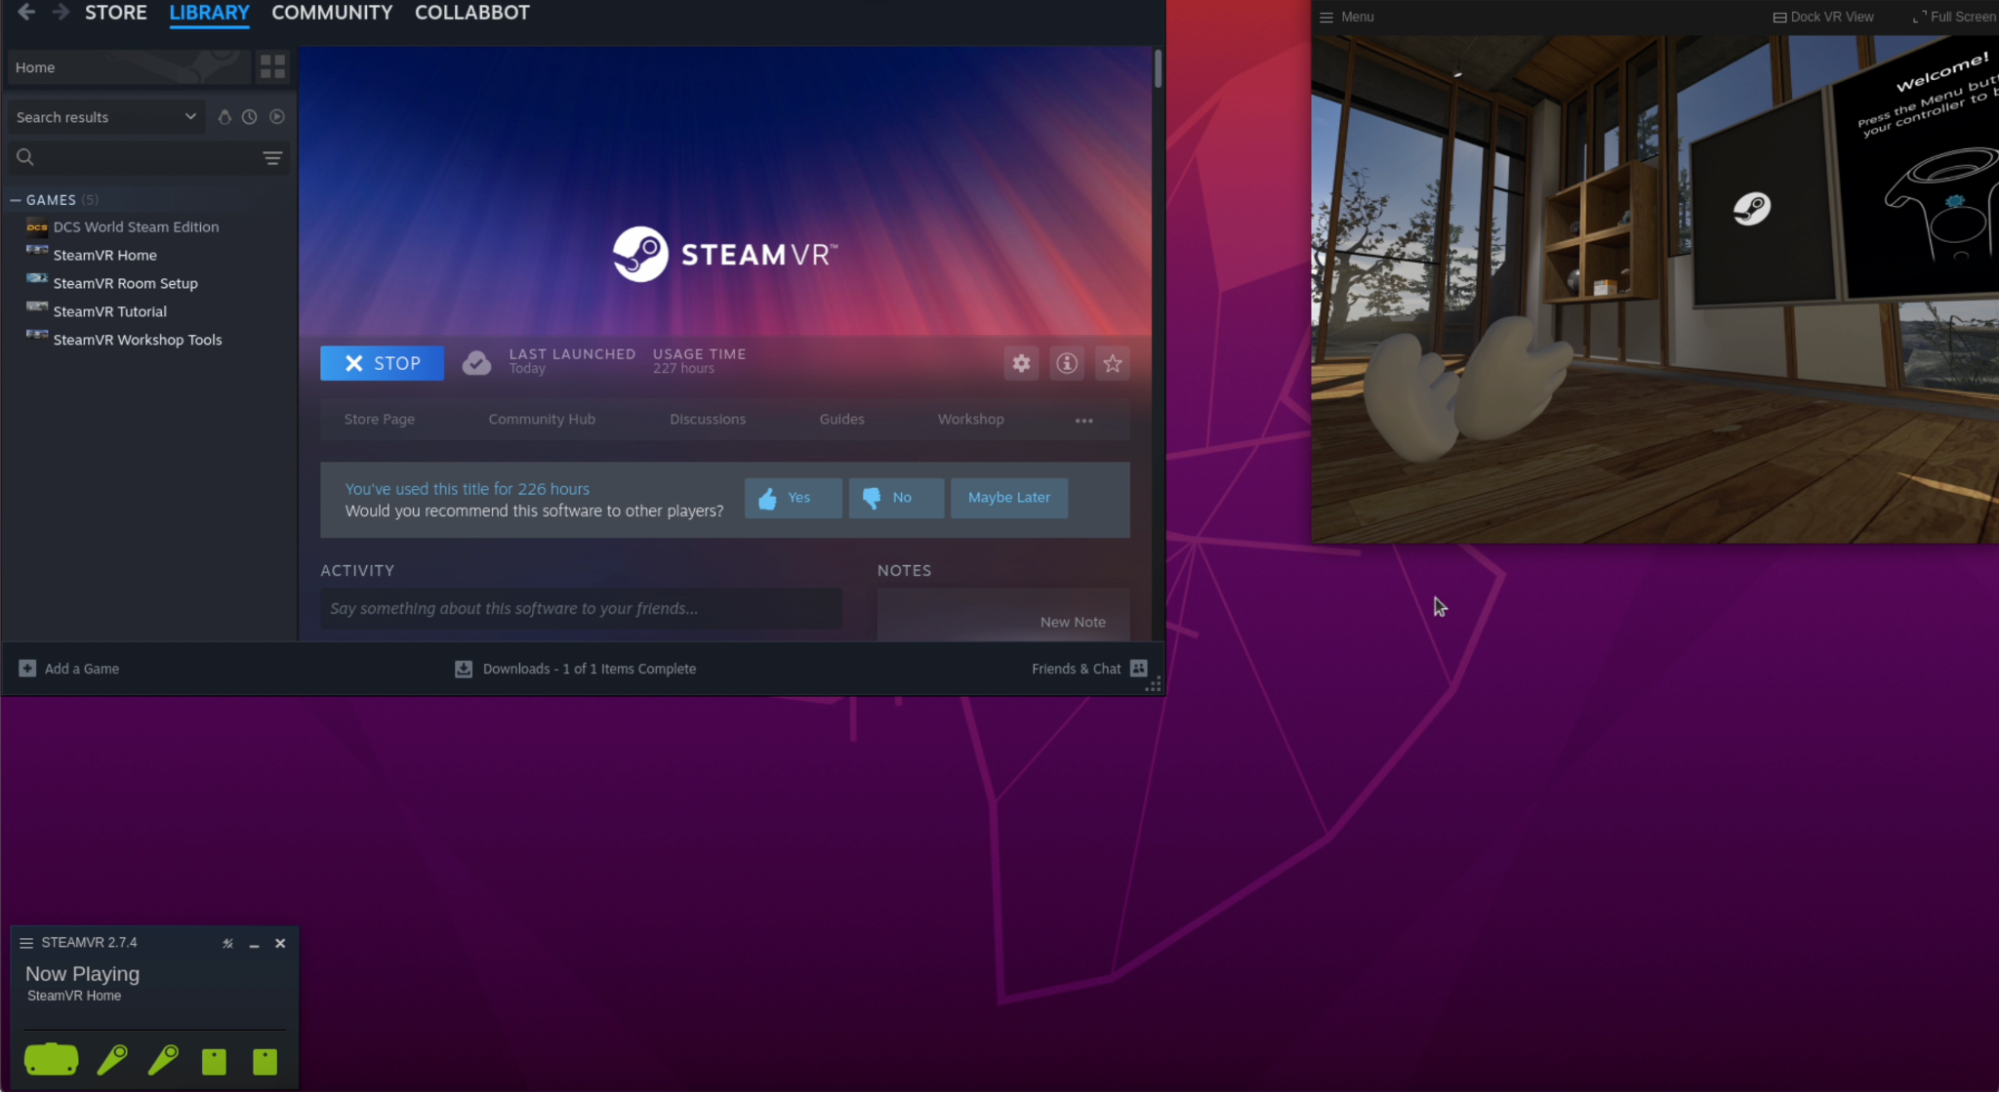 STORE LIBRARY COMMUNITY COLLABBOT
Home
Search results
GAMES (5)
DCS DCS World Steam Edition
SteamVR Home
SteamVR Room Setup
SteamVR Tutorial
SteamVR Workshop Tools
STEAMVR™
STOP
LAST LAUNCHED
Today
USAGE TIME
227 hours
Store Page Community Hub Discussions Guides Workshop
You've used this title for 226 hours
Would you recommend this software to other players?
Yes No Maybe Later
ACTIVITY
Say something about this software to your friends...
NOTES
New Note
Add a Game
Downloads - 1 of 1 Items Complete
Friends & Chat
Menu
Dock VR View Full Screen
Welcome!
Press the Menu but
your controller to b
STEAMVR 2.7.4
Now Playing
SteamVR Home